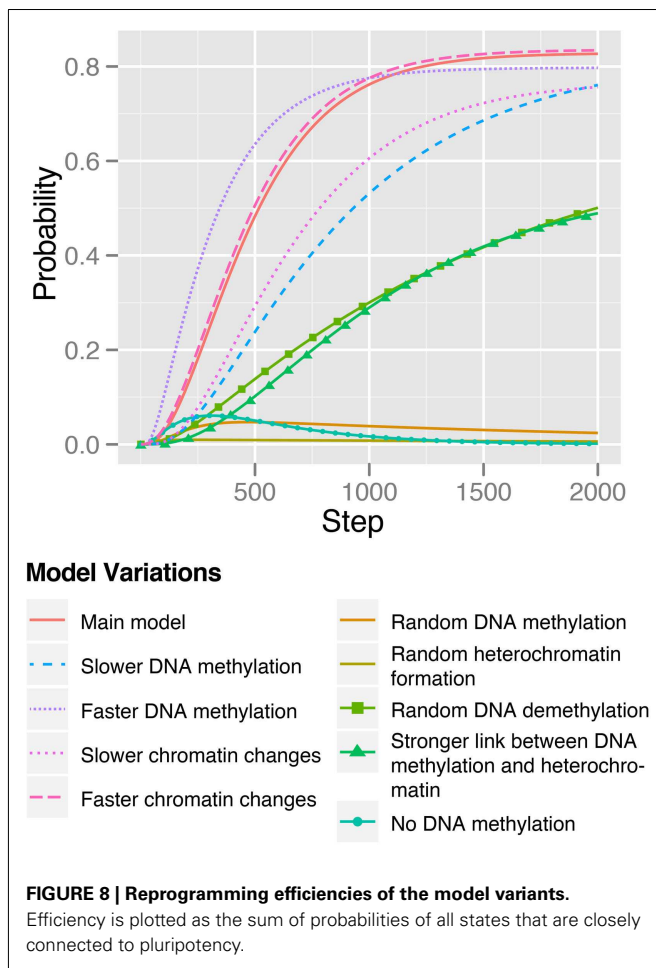 0.8
0.6
0.4
0.2
0.0
Probability
500
1000
1500
2000
Step
Model Variations
Main model
Slower DNA methylation
Faster DNA methylation
Slower chromatin changes
Faster chromatin changes
Random DNA methylation
Random heterochromatin
formation
Random DNA demethylation
Stronger link between DNA
methylation and heterochro-
matin
No DNA methylation
FIGURE 8 | Reprogramming efficiencies of the model variants.
Efficiency is plotted as the sum of probabilities of all states that are closely
connected to pluripotency.